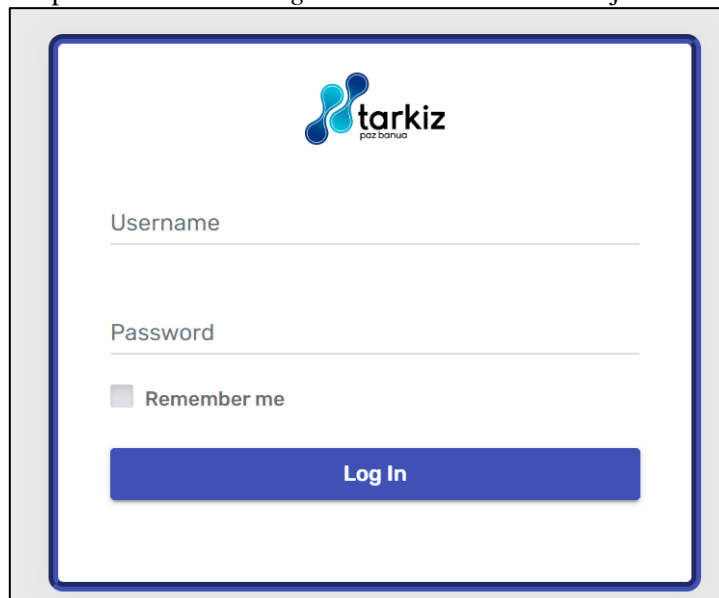 tarkiz
paz banua
Username
Password
Remember me
Log In